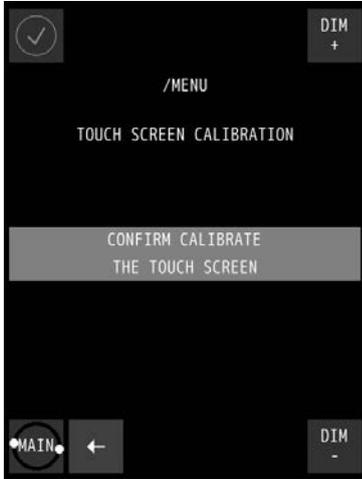 DIM
+
/MENU
TOUCH SCREEN CALIBRATION
CONFIRM CALIBRATE
THE TOUCH SCREEN
MAIN
←
DIM
-